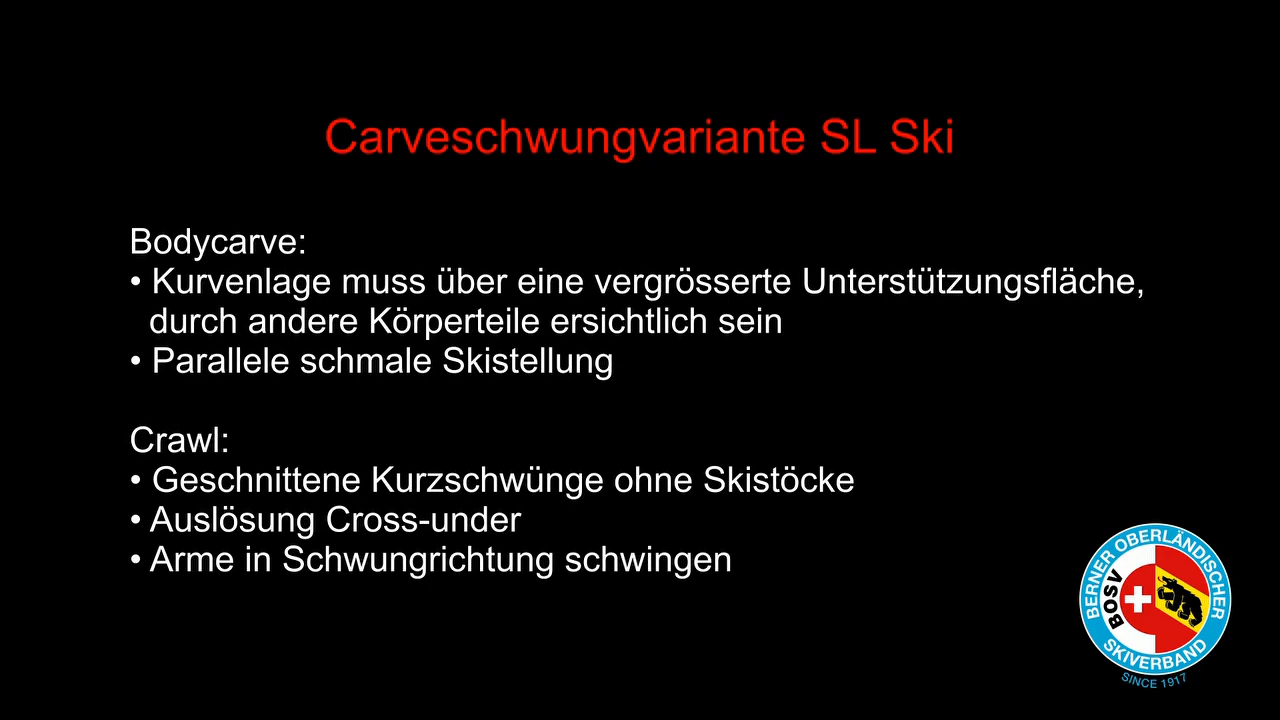 Carveschwungvariante SL Ski
Bodycarve:
• Kurvenlage muss über eine vergrösserte Unterstützungsfläche,
durch andere Körperteile ersichtlich sein
• Parallele schmale Skistellung
Crawl:
• Geschnittene Kurzschwünge ohne Skistöcke
• Auslösung Cross-under
• Arme in Schwungrichtung schwingen
BERNER OBERLÄNDISCHER
BOSV
SKIVERBAND
SINCE 1917